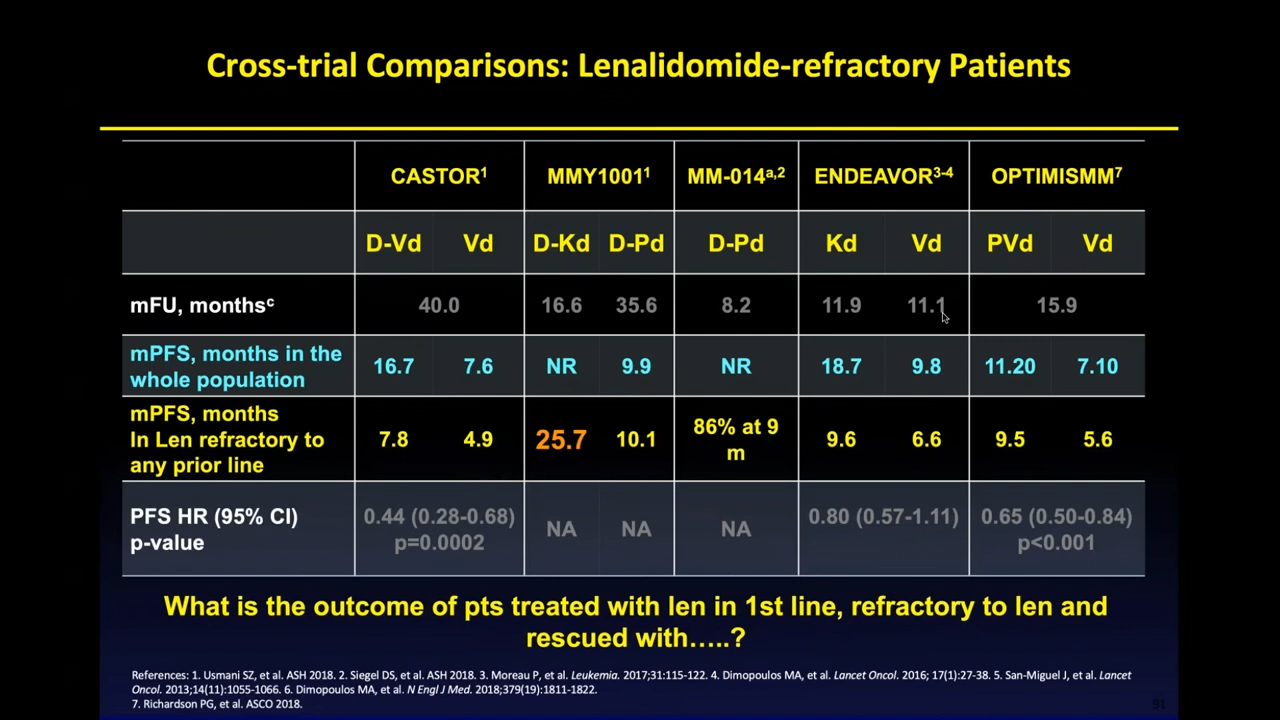 Cross-trial Comparisons: Lenalidomide-refractory Patients
CASTOR¹ MMY1001¹ MM-014ᵃ,² ENDEAVOR³⁻⁴ OPTIMISMM⁷
D-Vd Vd D-Kd D-Pd D-Pd Kd Vd PVd Vd
mFU, monthsᶜ 40.0 16.6 35.6 8.2 11.9 11.1 15.9
mPFS, months in the
whole population
16.7 7.6 NR 9.9 NR 18.7 9.8 11.20 7.10
mPFS, months
In Len refractory to
any prior line
7.8 4.9 25.7 10.1
86% at 9
m
9.6 6.6 9.5 5.6
PFS HR (95% CI)
p-value
0.44 (0.28-0.68)
p=0.0002
NA NA NA
0.80 (0.57-1.11)
0.65 (0.50-0.84)
p<0.001
What is the outcome of pts treated with len in 1st line, refractory to len and
rescued with…..?
References: 1. Usmani SZ, et al. ASH 2018. 2. Siegel DS, et al. ASH 2018. 3. Moreau P, et al. Leukemia. 2017;31:115-122. 4. Dimopoulos MA, et al. Lancet Oncol. 2016; 17(1):27-38. 5. San-Miguel J, et al. Lancet
Oncol. 2013;14(11):1055-1066. 6. Dimopoulos MA, et al. N Engl J Med. 2018;379(19):1811-1822.
7. Richardson PG, et al. ASCO 2018.
91